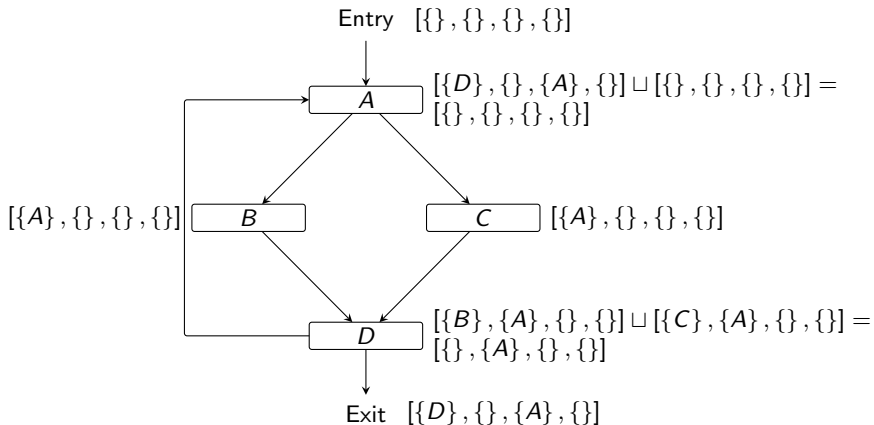 Entry [{} , {} , {} , {}]
[{D} , {} , {A} , {}] ⊔ [{} , {} , {} , {}] =
A
[{} , {} , {} , {}]
[{A} , {} , {} , {}]
B
C
[{A} , {} , {} , {}]
[{B} , {A} , {} , {}] ⊔ [{C} , {A} , {} , {}] =
D
[{} , {A} , {} , {}]
Exit [{D} , {} , {A} , {}]